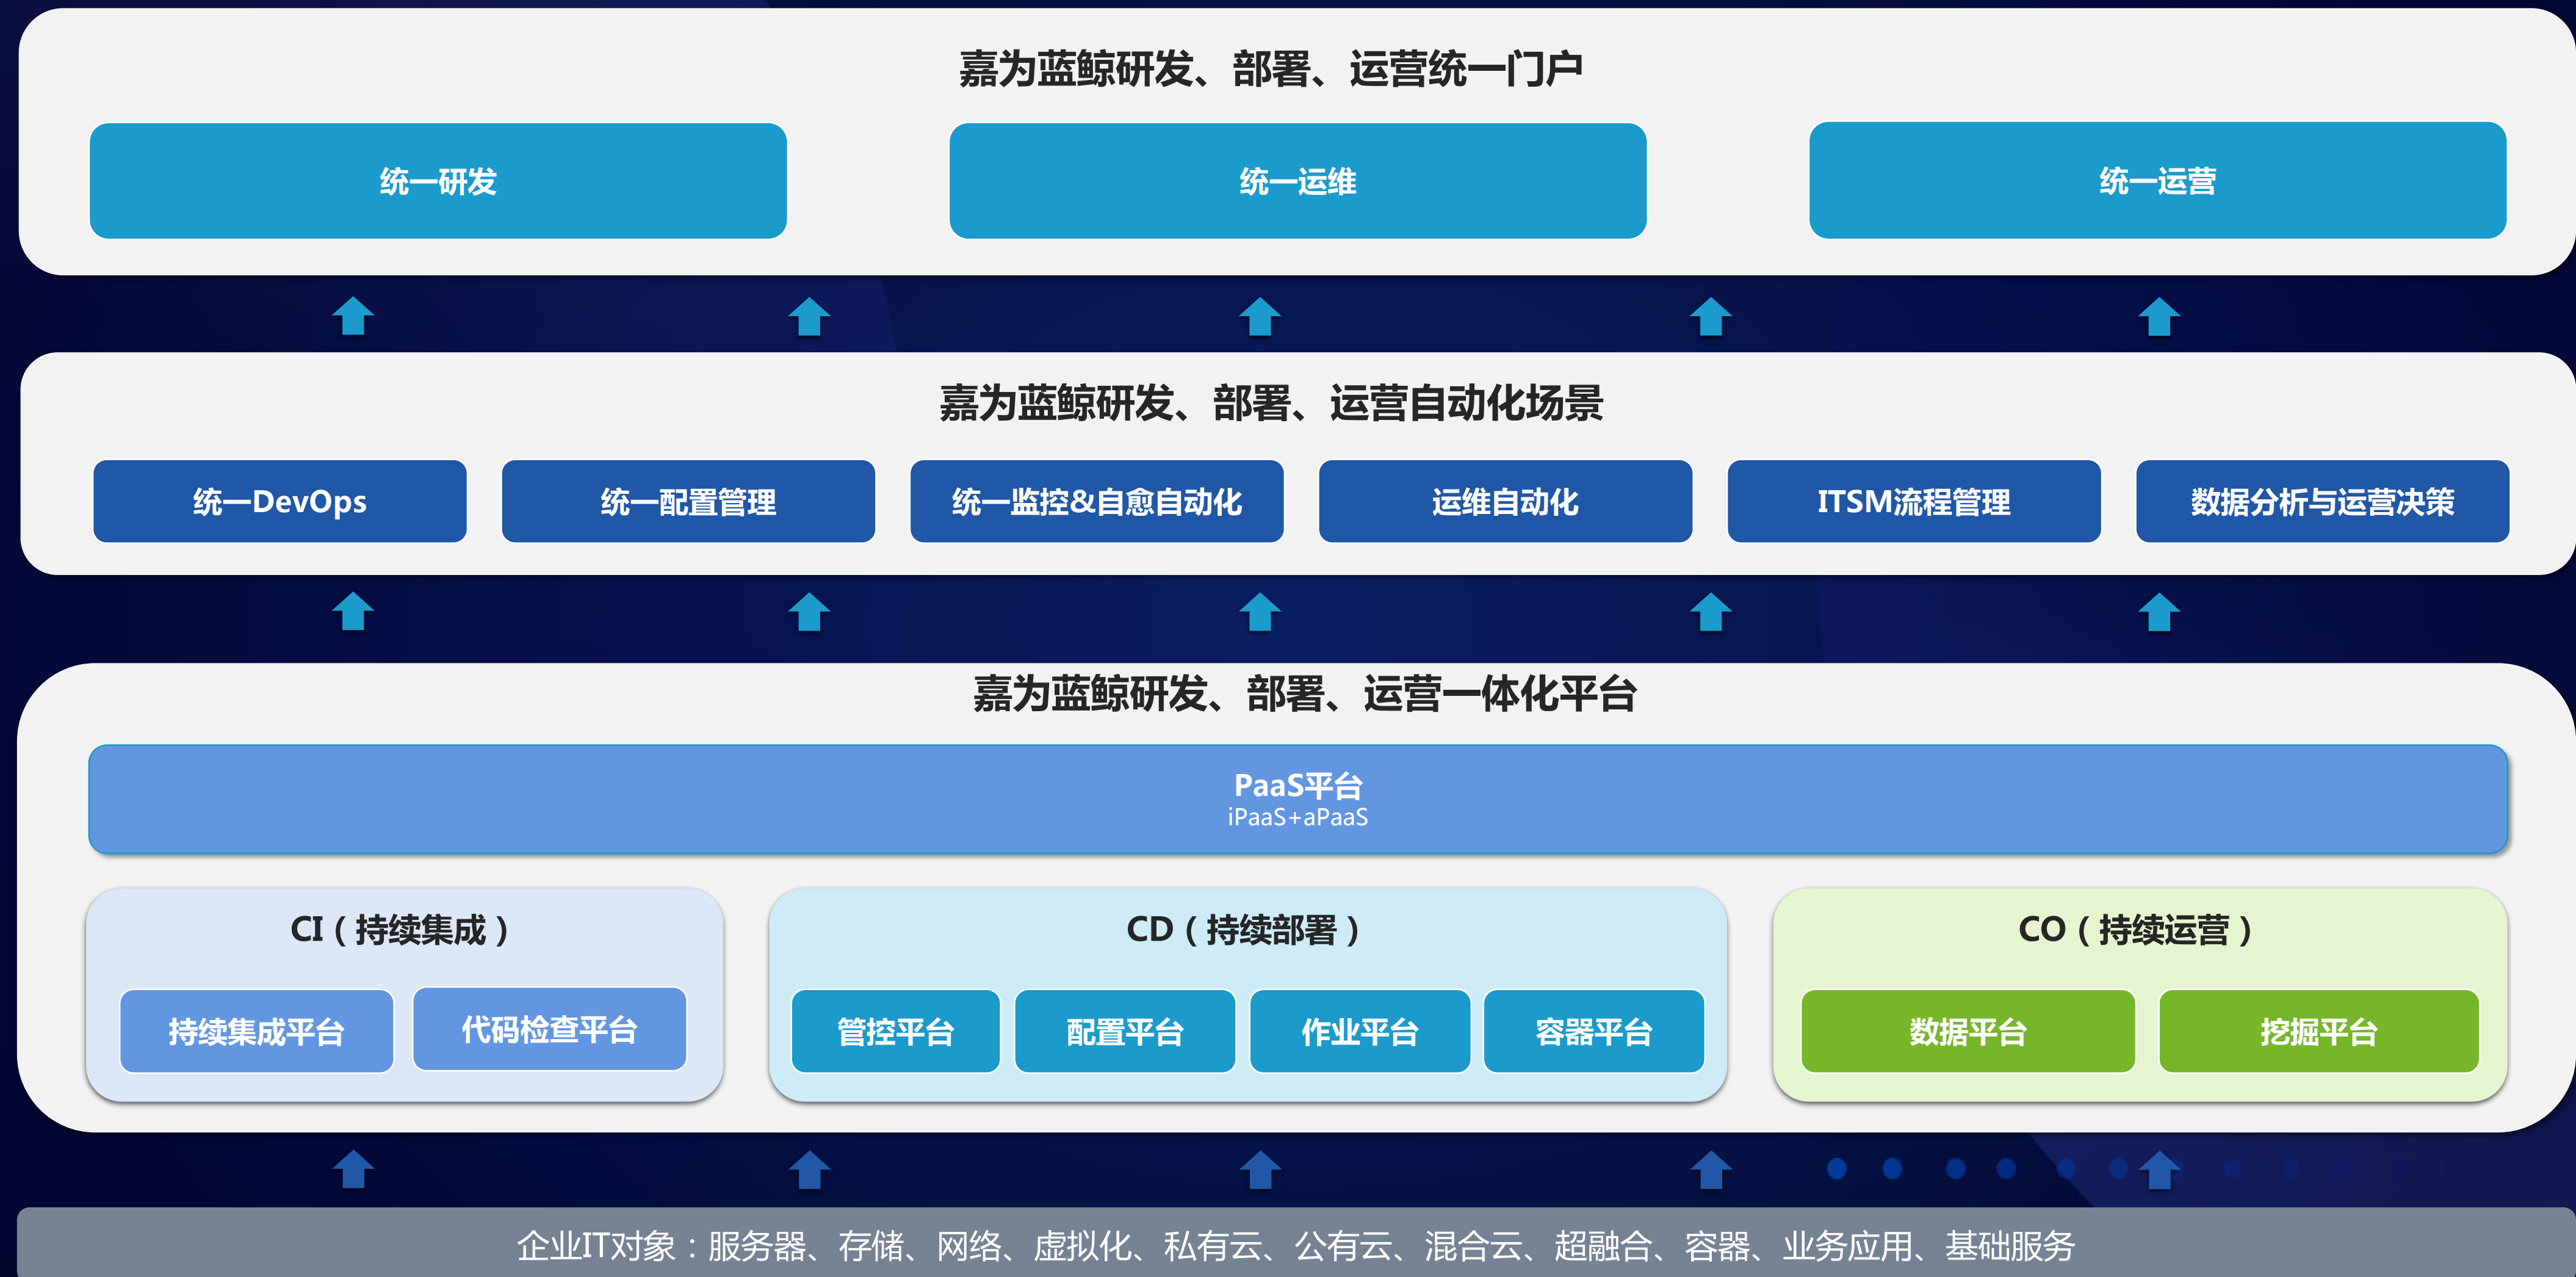 嘉为蓝鲸研发、部署、运营统一门户
统一研发
统一运维
统一运营
嘉为蓝鲸研发、部署、运营自动化场景
统一DevOps
统一配置管理
统一监控&自愈自动化
运维自动化
ITSM流程管理
数据分析与运营决策
嘉为蓝鲸研发、部署、运营一体化平台
PaaS平台
iPaaS+aPaaS
CI（持续集成）
持续集成平台
代码检查平台
CD（持续部署）
管控平台
配置平台
作业平台
容器平台
CO（持续运营）
数据平台
挖掘平台
企业IT对象：服务器、存储、网络、虚拟化、私有云、公有云、混合云、超融合、容器、业务应用、基础服务